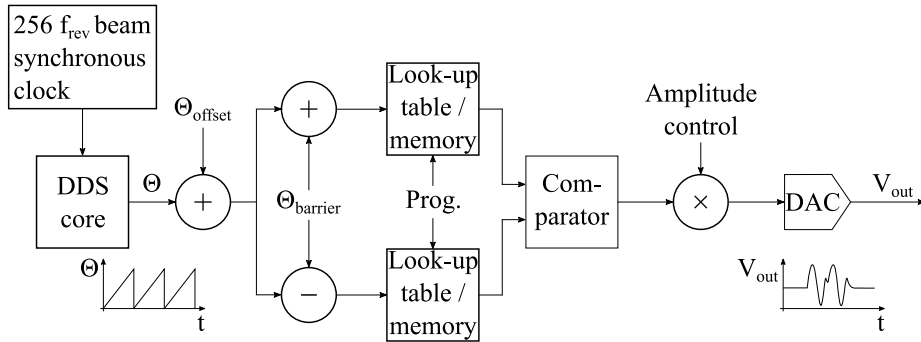 256 f_rev beam
synchronous
clock
Θ_offset
DDS
core
Θ
+
+
−
Θ_barrier
Look-up
table /
memory
Prog.
Look-up
table /
memory
Com-
parator
Amplitude
control
×
DAC
V_out
Θ
t
V_out
t